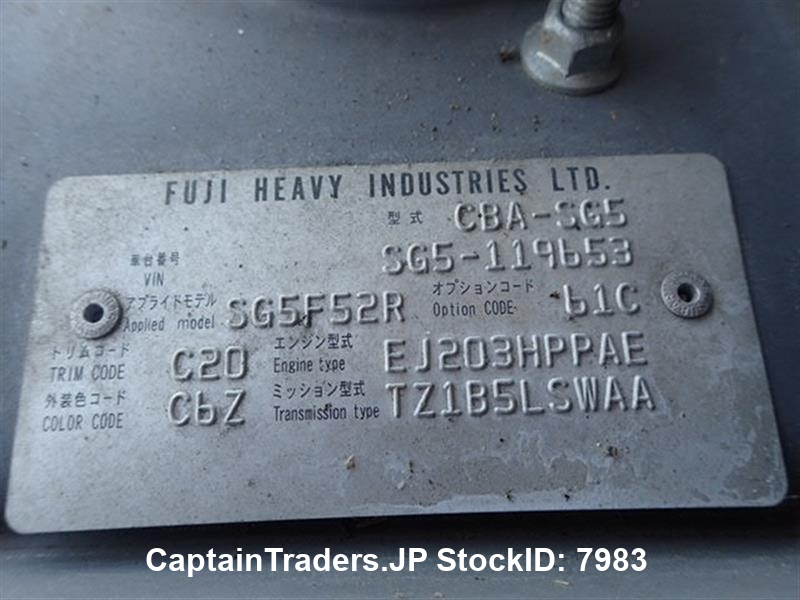 FUJI HEAVY INDUSTRIES LTD.
型式 CBA-SG5
車台番号 VIN SG5-119653
アプライドモデル Applied model SG5F52R オプションコード Option CODE 61C
トリムコード TRIM CODE C20 エンジン型式 Engine type EJ203HPPAE
外装色コード COLOR CODE C6Z ミッション型式 Transmission type TZ1B5LSWAA
CaptainTraders.JP StockID: 7983